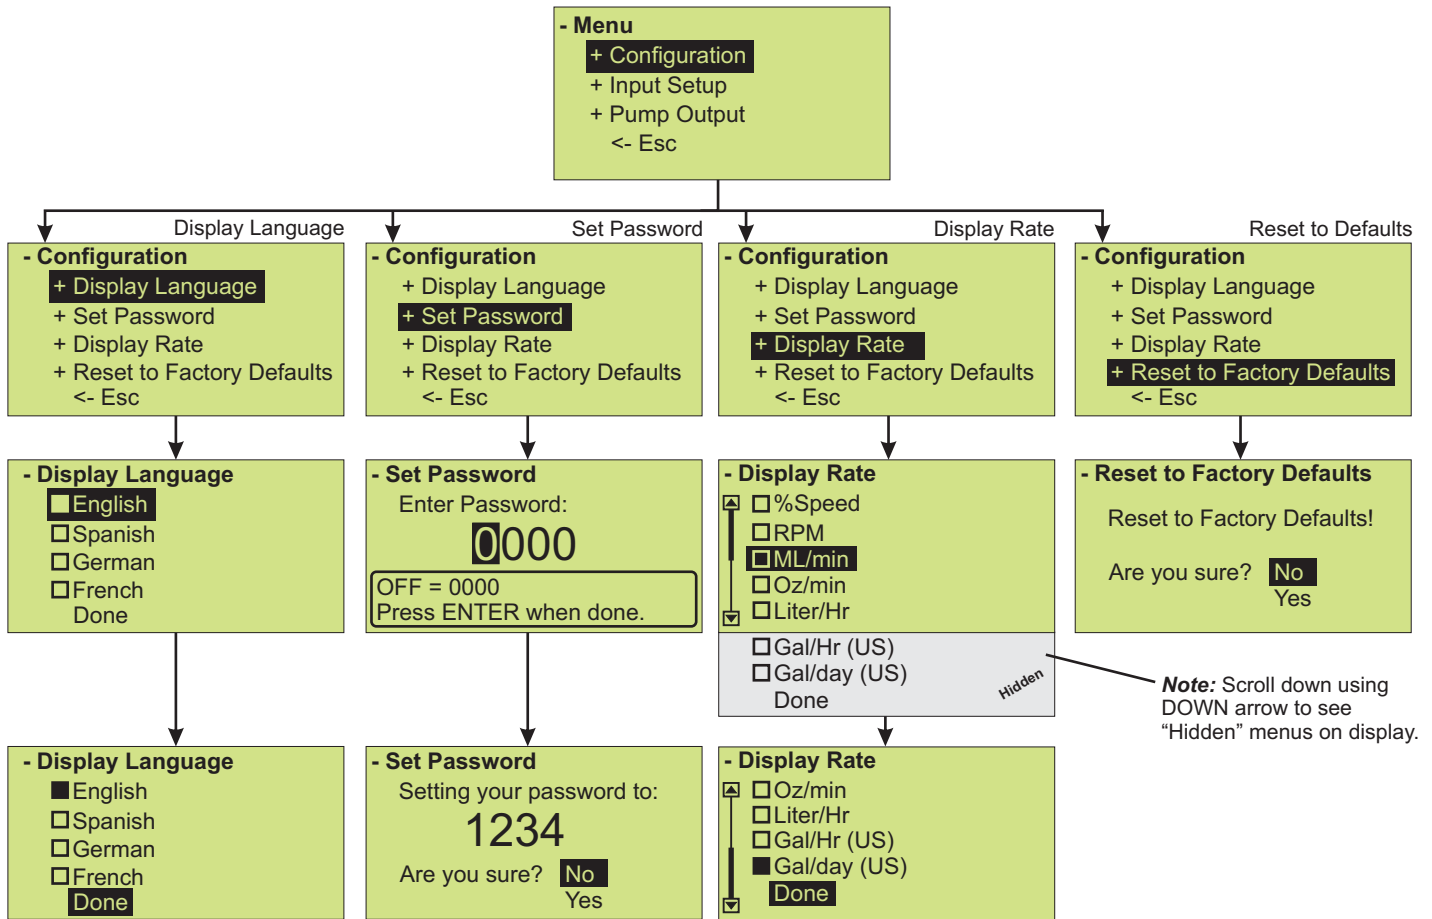 - Menu
+ Configuration
+ Input Setup
+ Pump Output
<- Esc
Display Language
- Configuration
+ Display Language
+ Set Password
+ Display Rate
+ Reset to Factory Defaults
<- Esc
- Display Language
English
Spanish
German
French
Done
- Display Language
English
Spanish
German
French
Done
Set Password
- Configuration
+ Display Language
+ Set Password
+ Display Rate
+ Reset to Factory Defaults
<- Esc
- Set Password
Enter Password:
0000
OFF = 0000
Press ENTER when done.
- Set Password
Setting your password to:
1234
Are you sure? No
Yes
Display Rate
- Configuration
+ Display Language
+ Set Password
+ Display Rate
+ Reset to Factory Defaults
<- Esc
- Display Rate
%Speed
RPM
ML/min
Oz/min
Liter/Hr
Gal/Hr (US)
Gal/day (US)
Done
Hidden
- Display Rate
Oz/min
Liter/Hr
Gal/Hr (US)
Gal/day (US)
Done
Reset to Defaults
- Configuration
+ Display Language
+ Set Password
+ Display Rate
+ Reset to Factory Defaults
<- Esc
- Reset to Factory Defaults
Reset to Factory Defaults!
Are you sure? No
Yes
Note: Scroll down using
DOWN arrow to see
“Hidden” menus on display.